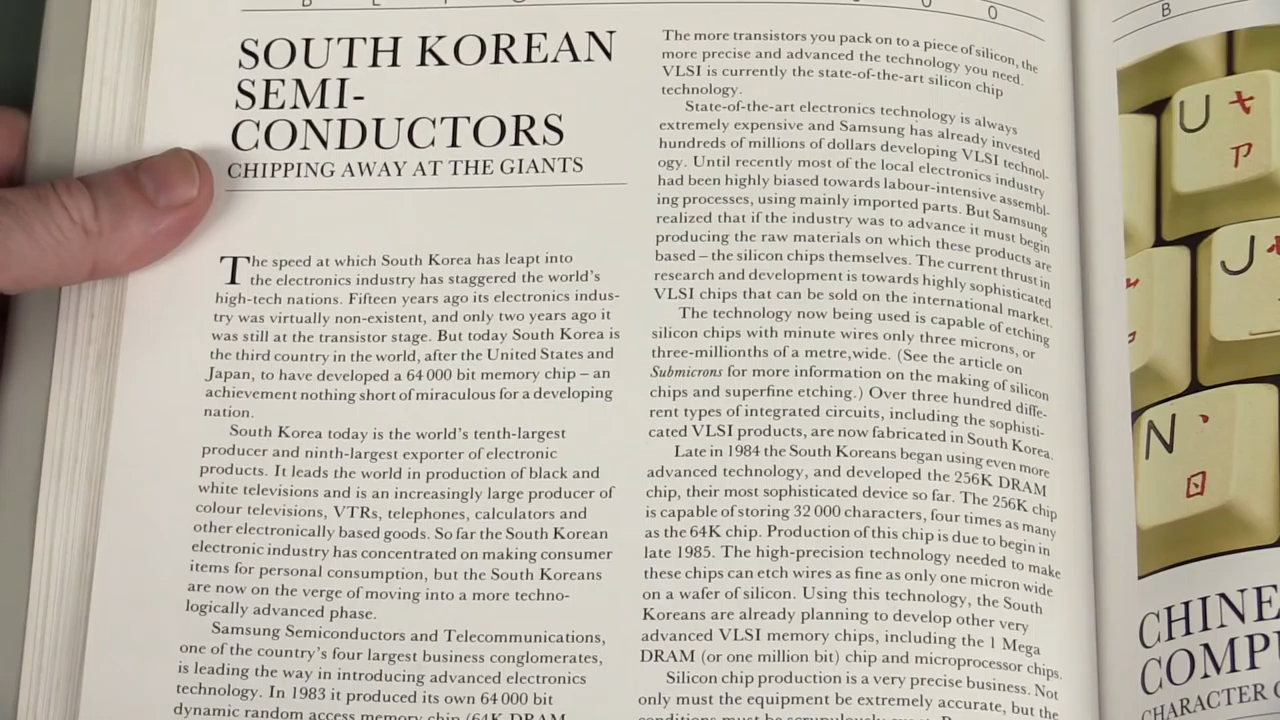 SOUTH KOREAN
SEMI-
CONDUCTORS
CHIPPING AWAY AT THE GIANTS
The speed at which South Korea has leapt into
the electronics industry has staggered the world's
high-tech nations. Fifteen years ago its electronics indus-
try was virtually non-existent, and only two years ago it
was still at the transistor stage. But today South Korea is
the third country in the world, after the United States and
Japan, to have developed a 64 000 bit memory chip – an
achievement nothing short of miraculous for a developing
nation.
South Korea today is the world's tenth-largest
producer and ninth-largest exporter of electronic
products. It leads the world in production of black and
white televisions and is an increasingly large producer of
colour televisions, VTRs, telephones, calculators and
other electronically based goods. So far the South Korean
electronic industry has concentrated on making consumer
items for personal consumption, but the South Koreans
are now on the verge of moving into a more techno-
logically advanced phase.
Samsung Semiconductors and Telecommunications,
one of the country's four largest business conglomerates,
is leading the way in introducing advanced electronics
technology. In 1983 it produced its own 64 000 bit
dynamic random access memory chip (64K DRAM
The more transistors you pack on to a piece of silicon, the
more precise and advanced the technology you need.
VLSI is currently the state-of-the-art silicon chip
technology.
State-of-the-art electronics technology is always
extremely expensive and Samsung has already invested
hundreds of millions of dollars developing VLSI technol-
ogy. Until recently most of the local electronics industry
had been highly biased towards labour-intensive assembl-
ing processes, using mainly imported parts. But Samsung
realized that if the industry was to advance it must begin
producing the raw materials on which these products are
based – the silicon chips themselves. The current thrust in
research and development is towards highly sophisticated
VLSI chips that can be sold on the international market.
The technology now being used is capable of etching
silicon chips with minute wires only three microns, or
three-millionths of a metre, wide. (See the article on
Submicrons for more information on the making of silicon
chips and superfine etching.) Over three hundred diffe-
rent types of integrated circuits, including the sophisti-
cated VLSI products, are now fabricated in South Korea.
Late in 1984 the South Koreans began using even more
advanced technology, and developed the 256K DRAM
chip, their most sophisticated device so far. The 256K chip
is capable of storing 32 000 characters, four times as many
as the 64K chip. Production of this chip is due to begin in
late 1985. The high-precision technology needed to make
these chips can etch wires as fine as only one micron wide
on a wafer of silicon. Using this technology, the South
Koreans are already planning to develop other very
advanced VLSI memory chips, including the 1 Mega
DRAM (or one million bit) chip and microprocessor chips.
Silicon chip production is a very precise business. Not
only must the equipment be extremely accurate, but the
B
U
J
N
CHINE
COMPU
CHARACTER